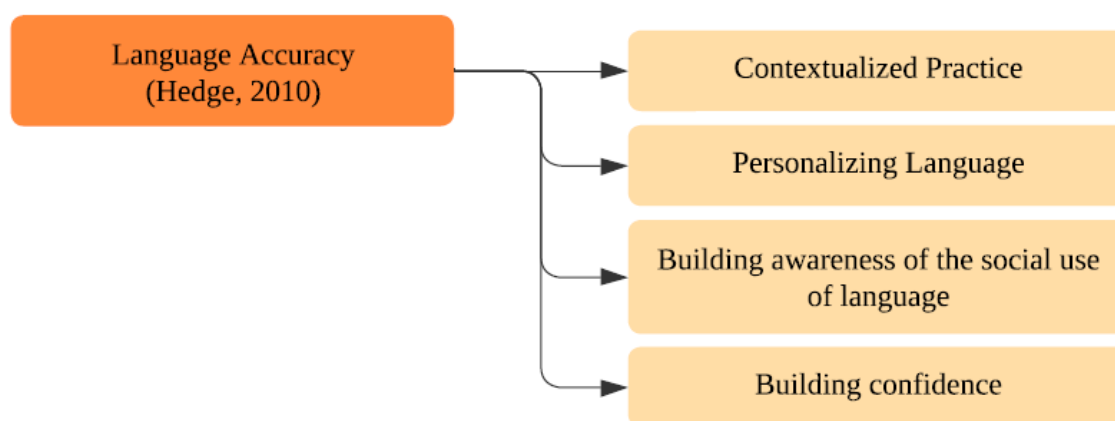 Language Accuracy
(Hedge, 2010)
Contextualized Practice
Personalizing Language
Building awareness of the social use
of language
Building confidence